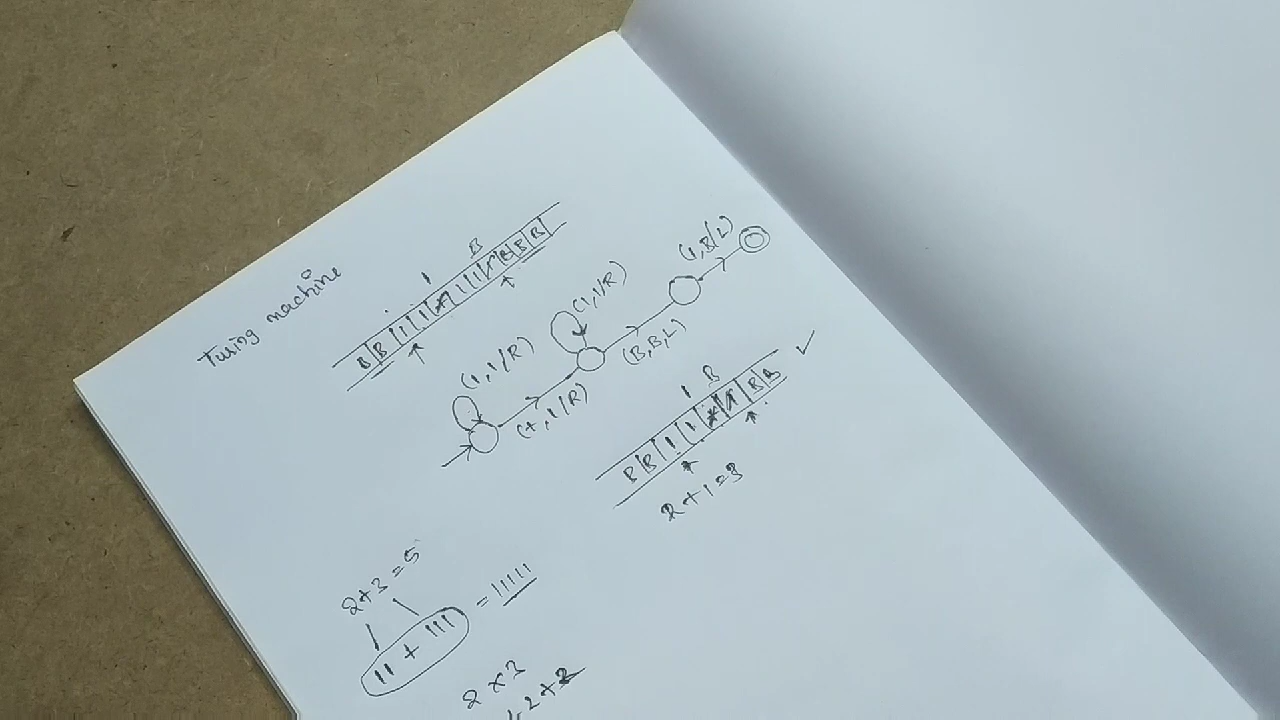 Turing machine
1 B
B B 1 1 + 1 1 1 B B B
(1,1/R)
(+,1/R)
(1,1/R)
(B,B,L)
(1,B/L)
1 B
B B 1 1 + 1 B B
2+1=3
2+3=5
11 + 111 = 11111
2×3